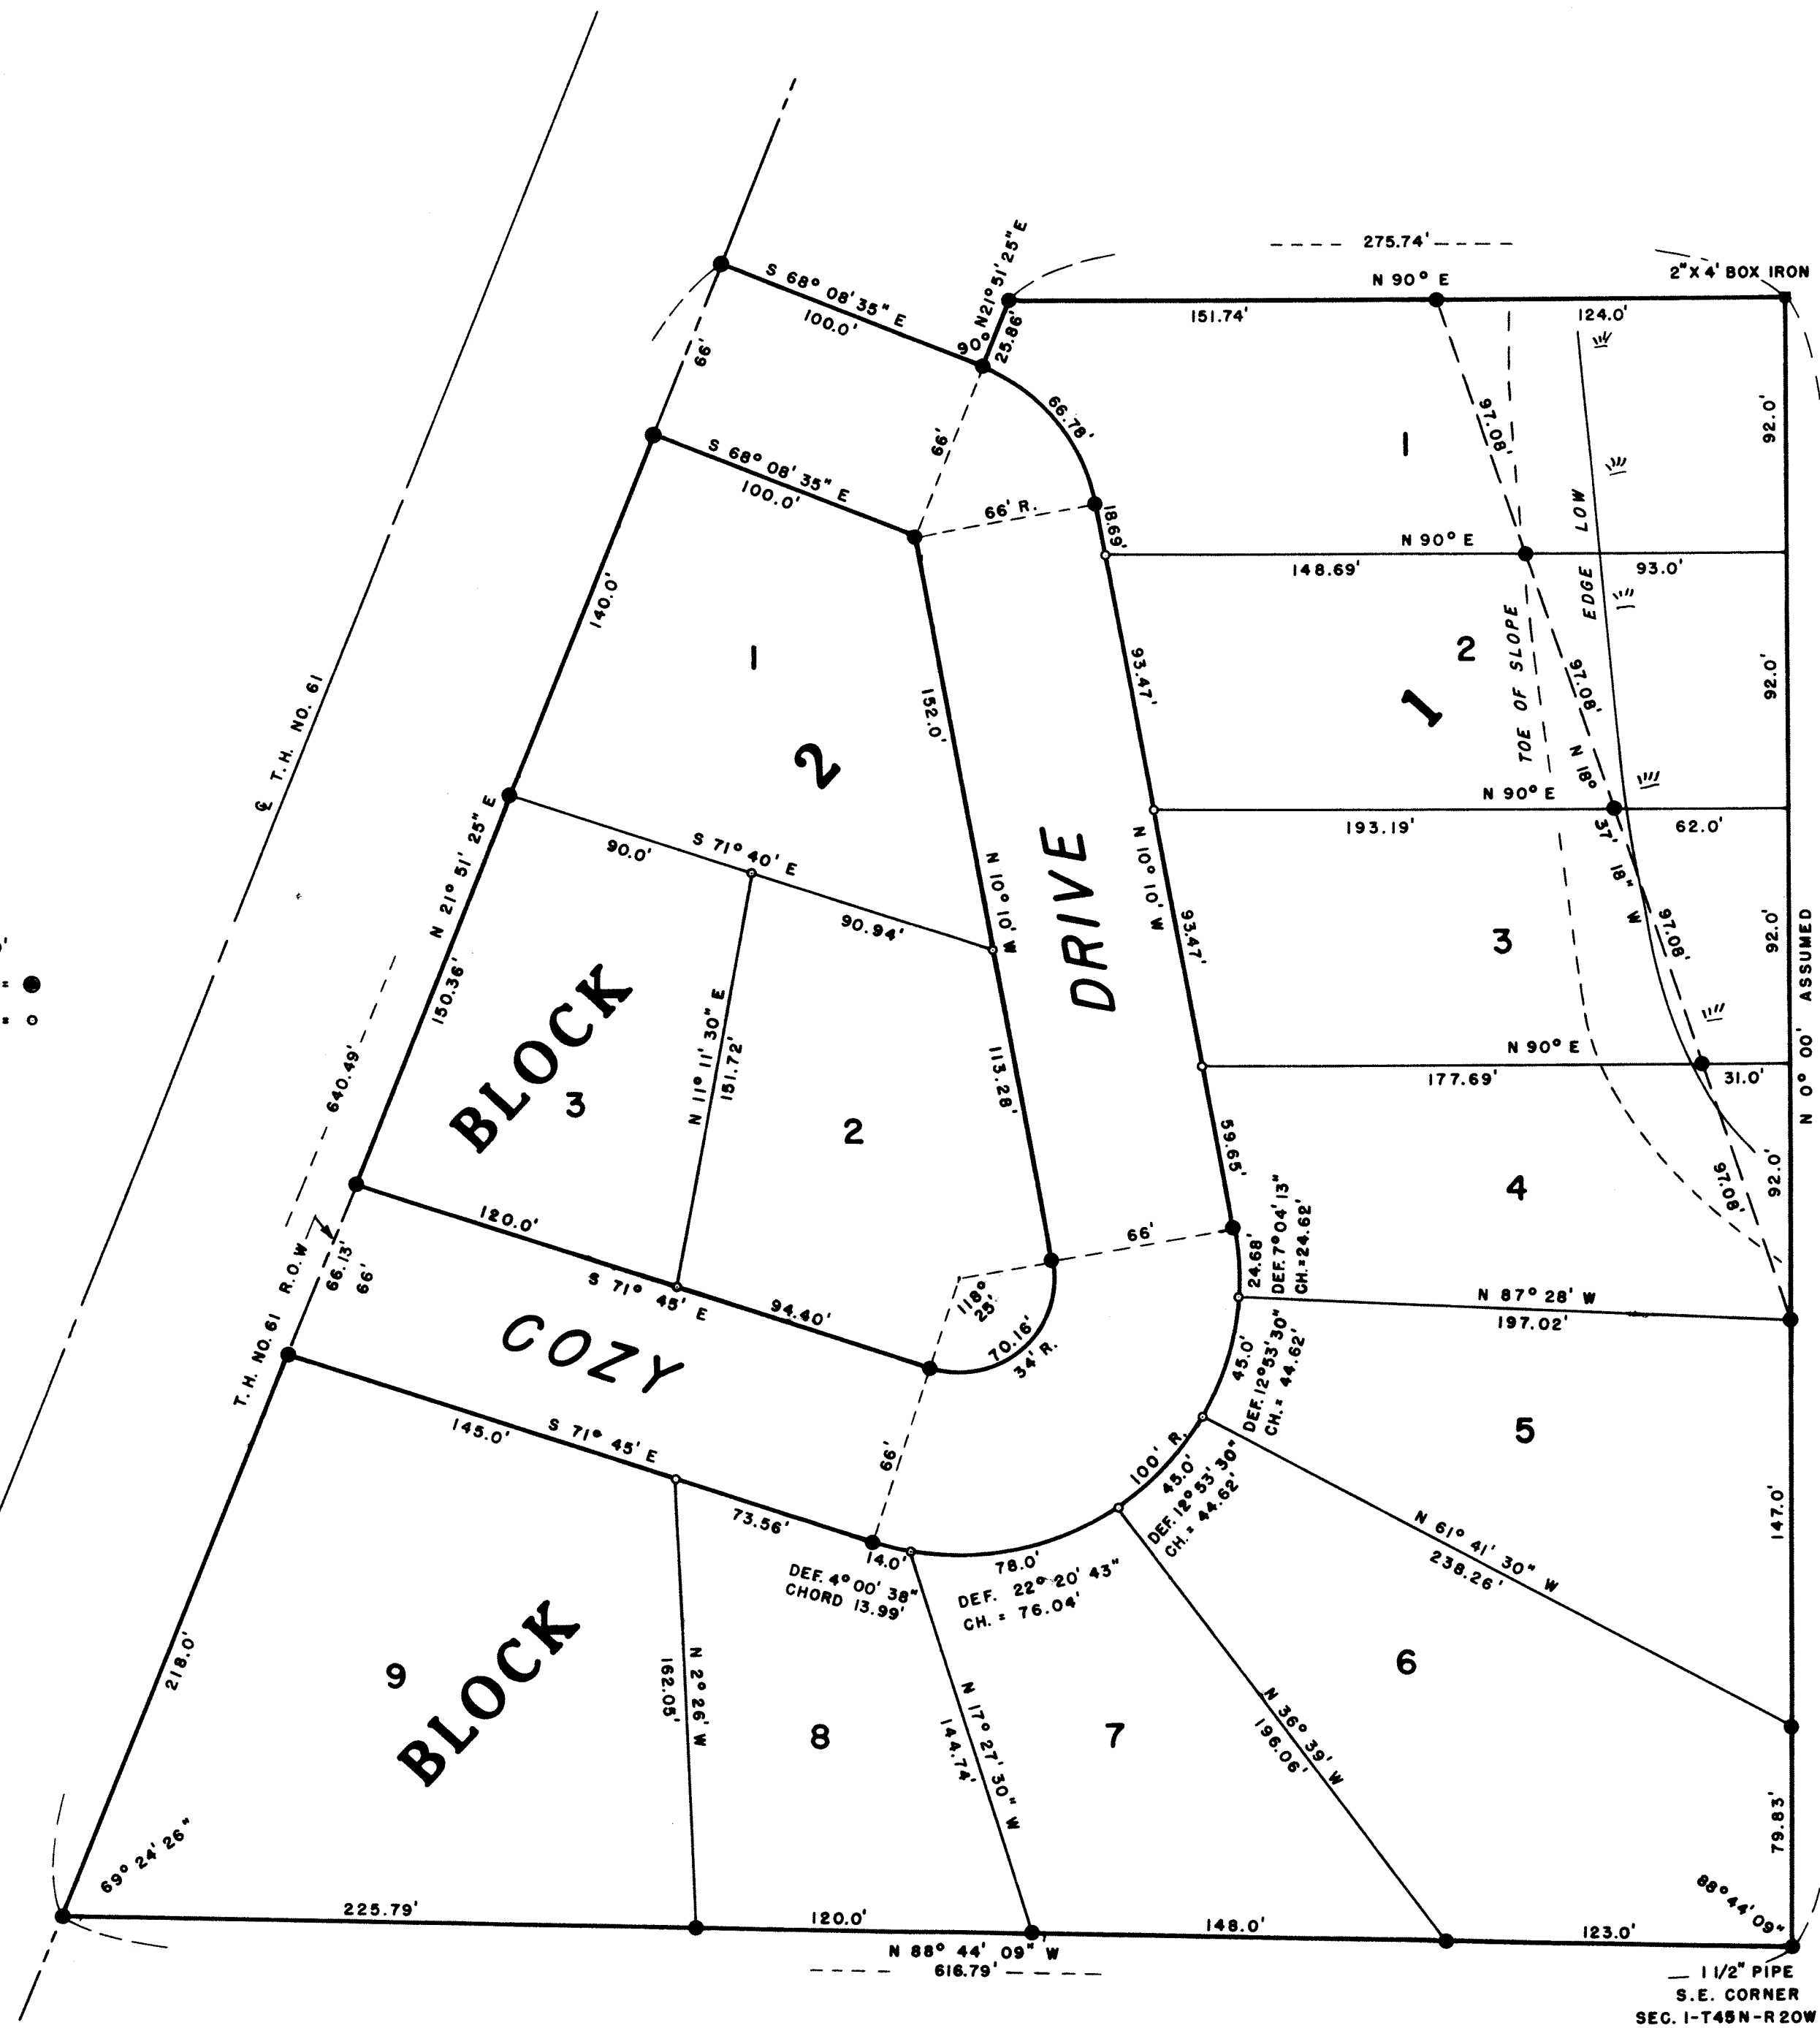 275.74'
2" X 4' BOX IRON
N 90° E
151.74'
124.0'
S 68° 08' 35" E
100.0'
90°
N 21° 51' 25" E
25.86'
66'
66.78'
66'
S 68° 08' 35" E
100.0'
66' R.
18.69'
1
97.08'
92.0'
N 90° E
148.69'
93.0'
EDGE LOW
TOE OF SLOPE
140.0'
1
2
152.0'
93.47'
2
1
97.08'
92.0'
N 18° 37' 18" W
₠ T.H. NO. 61
N 90° E
193.19'
62.0'
N 21° 51' 25" E
150.36'
90.0'
S 71° 40' E
90.94'
N 10° 10' W
DRIVE
N 10° 10' W
93.47'
3
97.08'
92.0'
N 0° 00' ASSUMED
N 90° E
177.69'
31.0'
640.49'
BLOCK
3
N 11° 11' 30" E
151.72'
2
113.28'
59.65'
4
97.08'
92.0'
T.H. NO. 61 R.O.W
66.13'
66'
120.0'
S 71° 45' E
94.40'
118° 25'
70.16'
34' R.
66'
24.68'
DEF. 7° 04' 13"
CH. = 24.62'
N 87° 28' W
197.02'
COZY
145.0'
S 71° 45' E
73.56'
66'
45.0'
DEF. 12° 53' 30"
CH. = 44.62'
100' R.
45.0'
DEF. 12° 53' 30"
CH. = 44.62'
5
147.0'
14.0'
DEF. 4° 00' 38"
CHORD 13.99'
78.0'
DEF. 22° 20' 43"
CH. = 76.04'
N 61° 41' 30" W
238.26'
218.0'
9
BLOCK
N 2° 26' W
162.05'
8
N 17° 27' 30" W
144.74'
7
N 36° 39' W
196.06'
6
79.83'
69° 24' 26"
88° 44' 09"
225.79'
120.0'
148.0'
123.0'
N 88° 44' 09" W
616.79'
1 1/2" PIPE
S.E. CORNER
SEC. 1-T45N-R20W